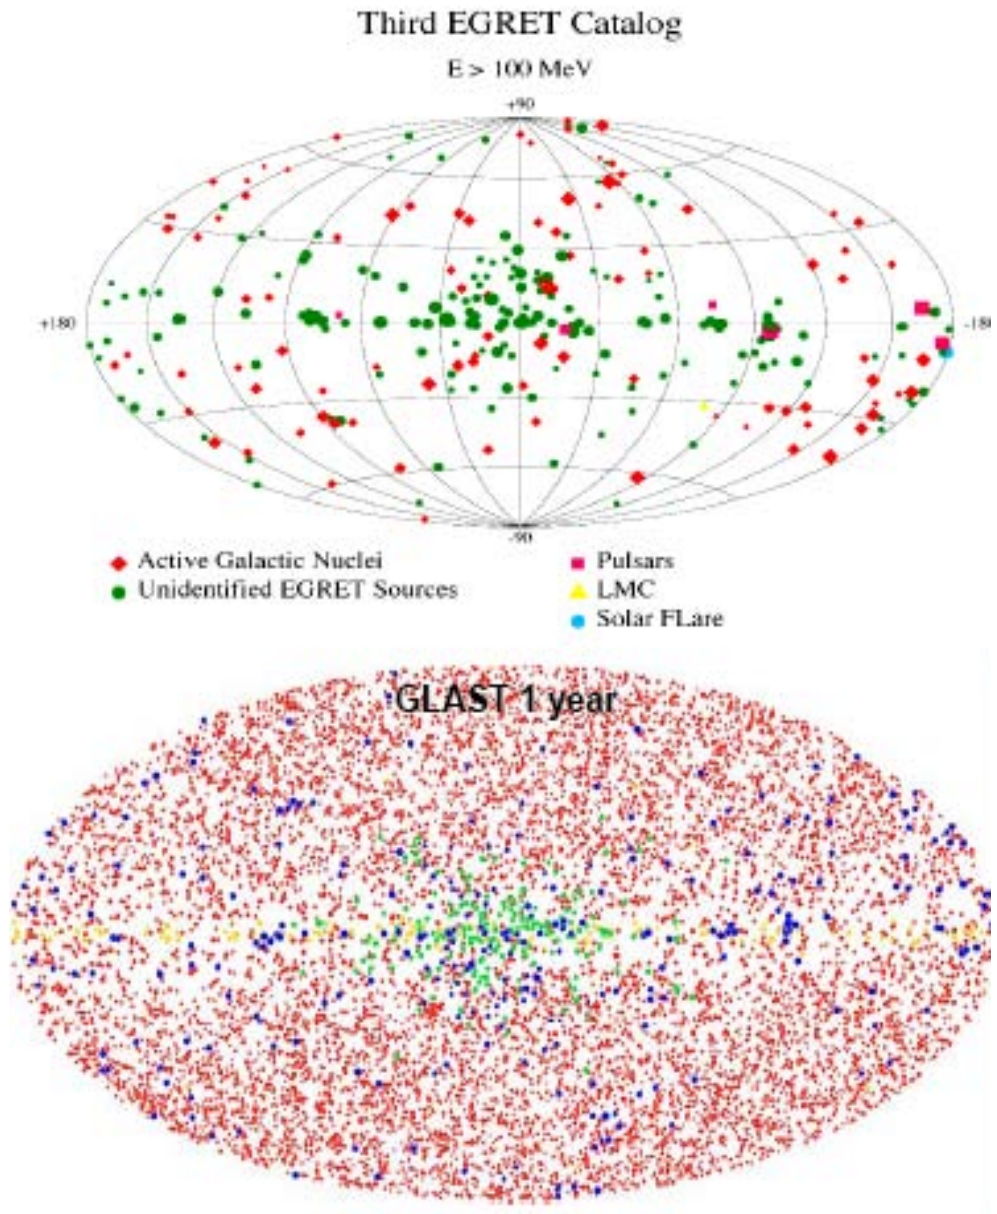 Third EGRET Catalog
E > 100 MeV
+90
+180
-180
-90
Active Galactic Nuclei
Pulsars
Unidentified EGRET Sources
LMC
Solar FLare
GLAST 1 year